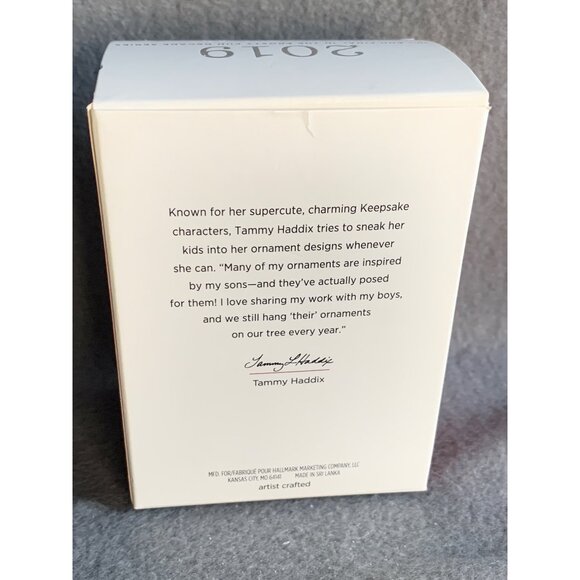 2019
Known for her supercute, charming Keepsake
characters, Tammy Haddix tries to sneak her
kids into her ornament designs whenever
she can. “Many of my ornaments are inspired
by my sons—and they’ve actually posed
for them! I love sharing my work with my boys,
and we still hang ‘their’ ornaments
on our tree every year.”
Tammy L Haddix
Tammy Haddix
MFD. FOR/FABRIQUÉ POUR HALLMARK MARKETING COMPANY, LLC
KANSAS CITY, MO 64141 MADE IN SRI LANKA
artist crafted